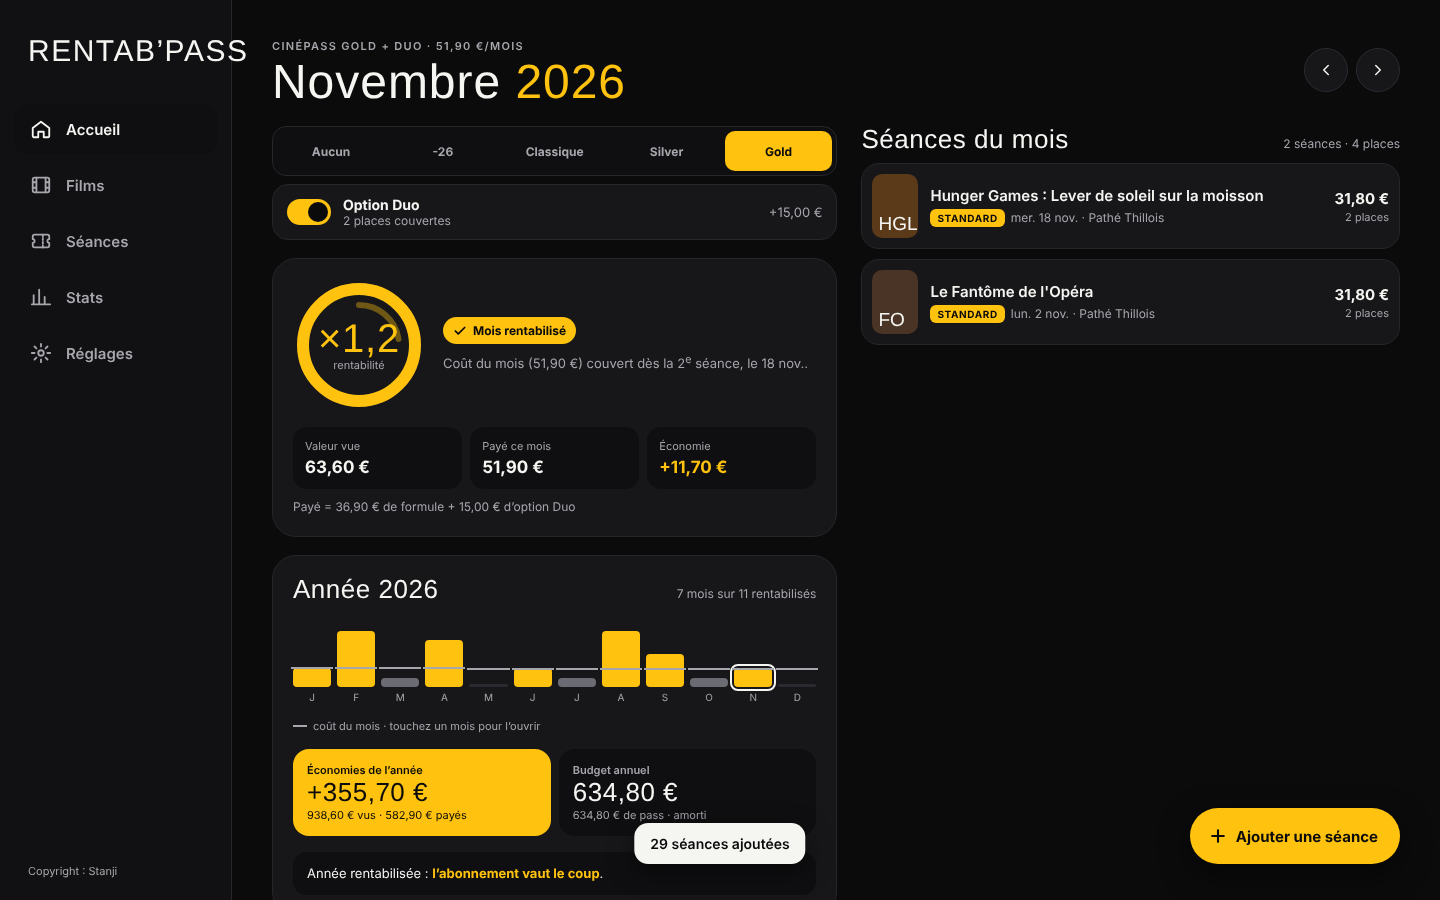 RENTAB’PASS
Accueil
Films
Séances
Stats
Réglages
Copyright : Stanji
CINÉPASS GOLD + DUO · 51,90 €/MOIS
Novembre 2026
Aucun
-26
Classique
Silver
Gold
Option Duo
2 places couvertes
+15,00 €
×1,2
rentabilité
Mois rentabilisé
Coût du mois (51,90 €) couvert dès la 2e séance, le 18 nov..
Valeur vue
63,60 €
Payé ce mois
51,90 €
Économie
+11,70 €
Payé = 36,90 € de formule + 15,00 € d’option Duo
Année 2026
7 mois sur 11 rentabilisés
J F M A M J J A S O N D
coût du mois · touchez un mois pour l’ouvrir
Économies de l’année
+355,70 €
938,60 € vus · 582,90 € payés
Budget annuel
634,80 €
634,80 € de pass · amorti
29 séances ajoutées
Année rentabilisée : l’abonnement vaut le coup.
Séances du mois
2 séances · 4 places
HGL
Hunger Games : Lever de soleil sur la moisson
STANDARD mer. 18 nov. · Pathé Thillois
31,80 €
2 places
FO
Le Fantôme de l'Opéra
STANDARD lun. 2 nov. · Pathé Thillois
31,80 €
2 places
Ajouter une séance